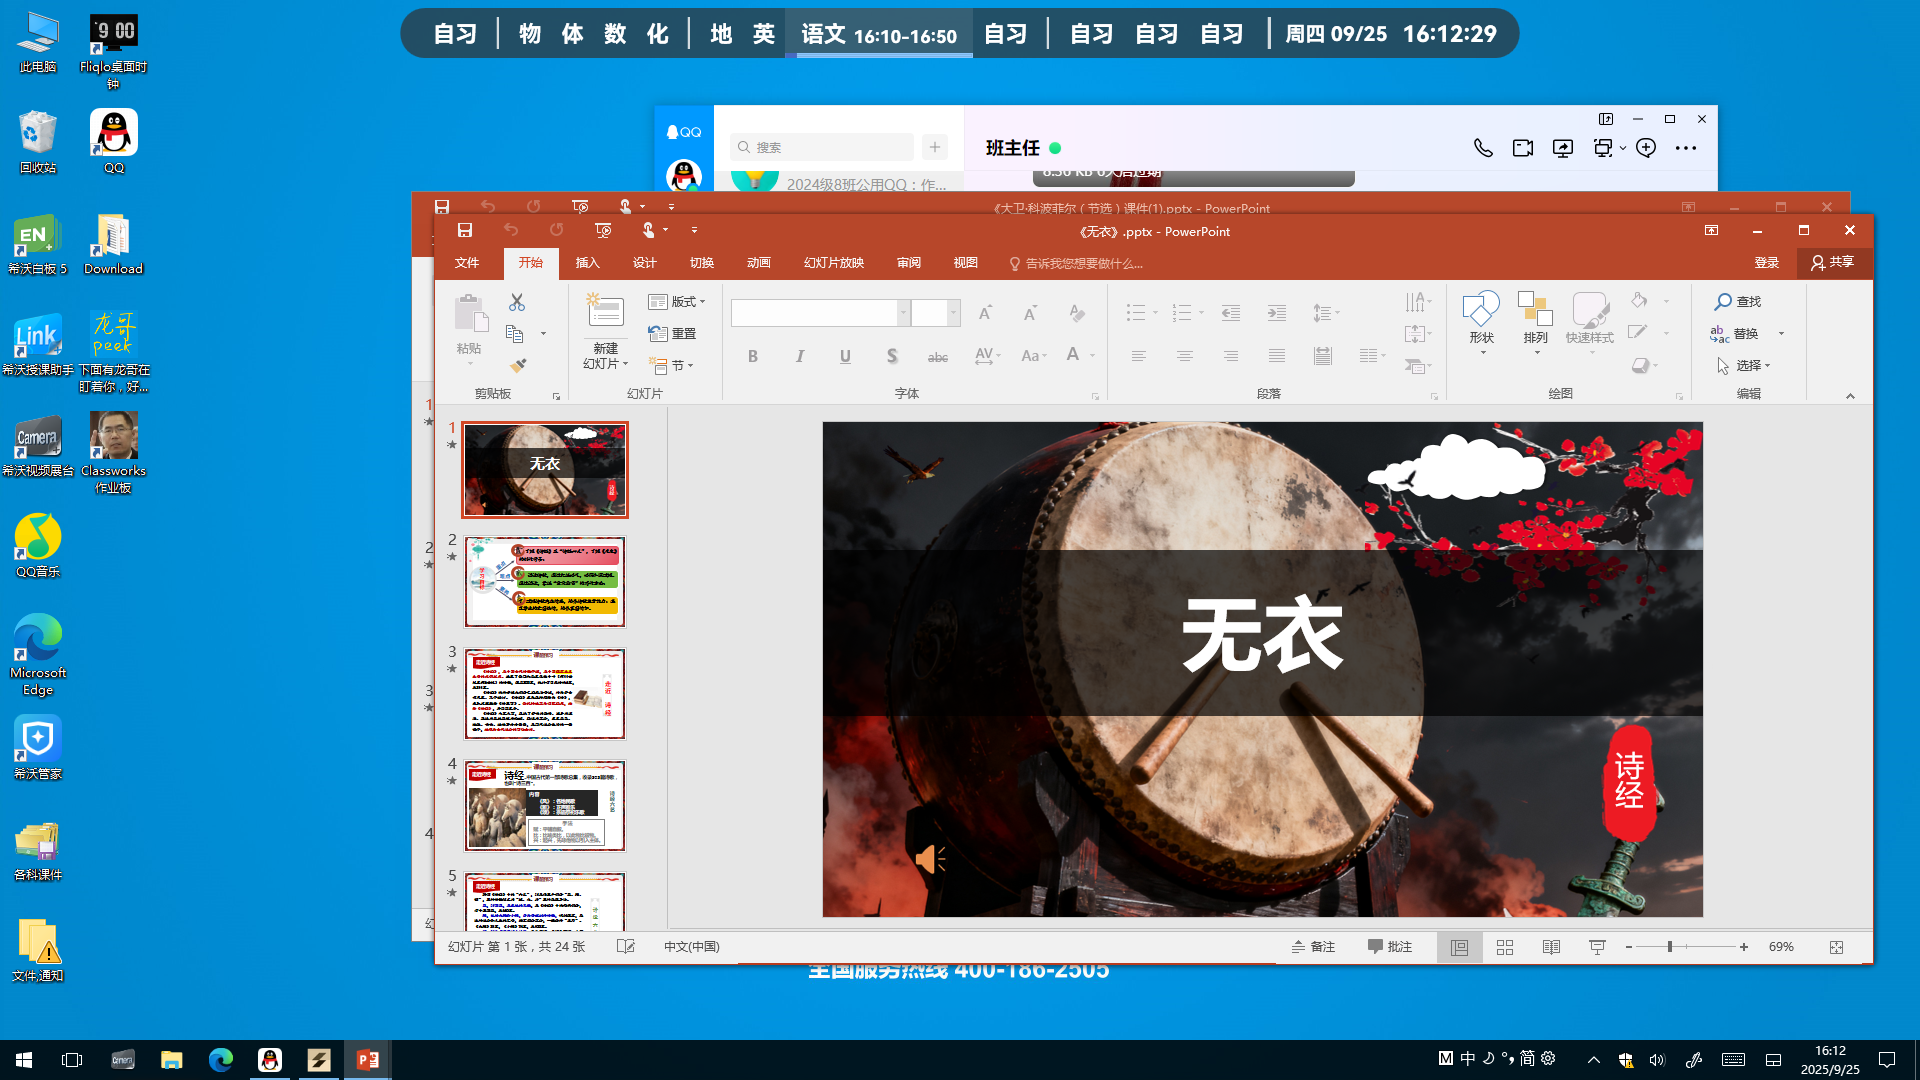 自习 物 体 数 化 地 英 语文 16:10-16:50 自习 自习 自习 自习 周四 09/25 16:12:29
此电脑
Fliqlo桌面时钟
回收站
QQ
希沃白板 5
Download
希沃授课助手
下面有龙哥在盯着你，好...
希沃视频展台
Classworks作业板
QQ音乐
Microsoft Edge
希沃管家
各科课件
文件,通知
QQ
搜索
班主任
2024级8班公用QQ：作...
《大卫·科波菲尔（节选）课件(1).pptx - PowerPoint
《无衣》.pptx - PowerPoint
文件 开始 插入 设计 切换 动画 幻灯片放映 审阅 视图 告诉我您想要做什么... 登录 共享
粘贴
剪贴板
新建幻灯片
版式
重置
节
幻灯片
B I U S abc AV Aa A
字体
段落
形状 排列 快速样式
绘图
查找
替换
选择
编辑
1
无衣
诗经
2
3
走近 诗经
4
诗经
5
无衣
诗经
幻灯片 第 1 张，共 24 张 中文(中国) 备注 批注 69%
全国服务热线 400-186-2505
M 中 简
16:12
2025/9/25